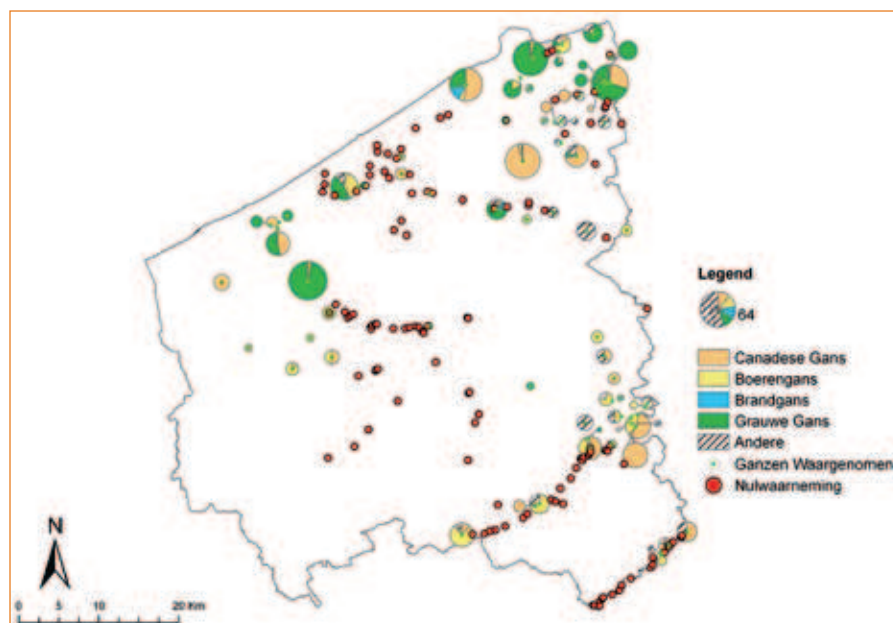 Legend
64
Canadese Gans
Boerengans
Brandgans
Grauwe Gans
Andere
Ganzen Waargenomen
Nulwaarneming
N
0 5 10 20 Km